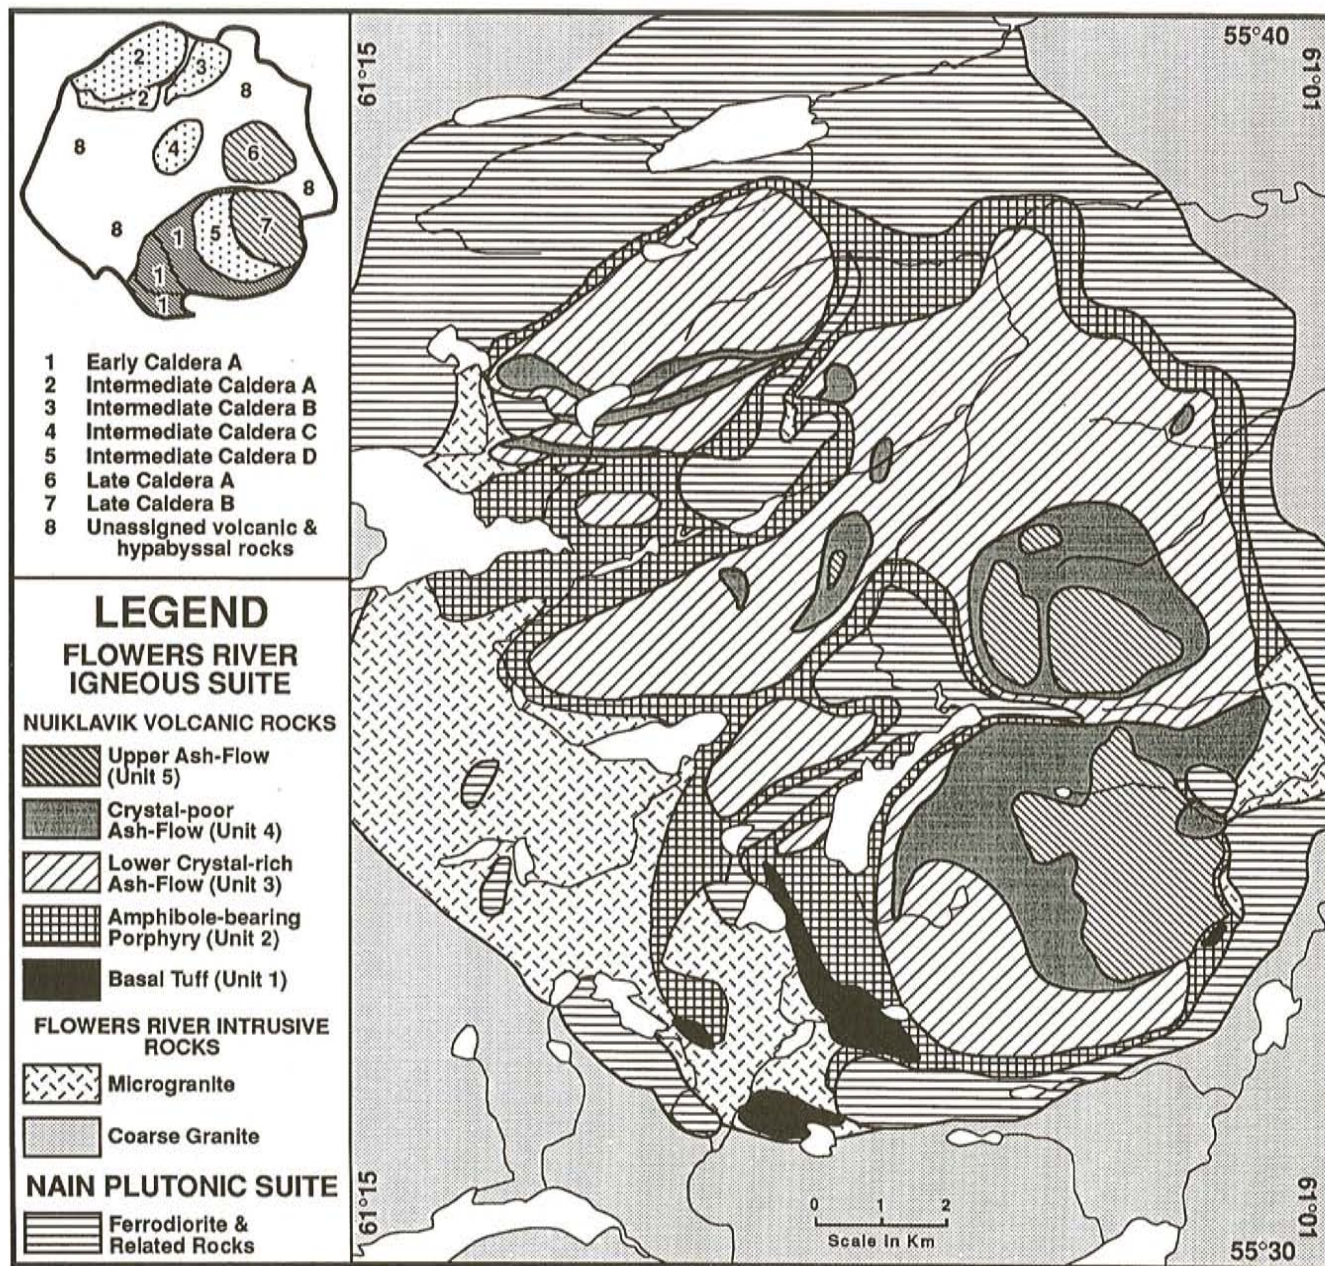 2
3
2
8
8
4
6
8
8
1
5
7
1
1
1 Early Caldera A
2 Intermediate Caldera A
3 Intermediate Caldera B
4 Intermediate Caldera C
5 Intermediate Caldera D
6 Late Caldera A
7 Late Caldera B
8 Unassigned volcanic &
hypabyssal rocks
LEGEND
FLOWERS RIVER
IGNEOUS SUITE
NUIKLAVIK VOLCANIC ROCKS
Upper Ash-Flow
(Unit 5)
Crystal-poor
Ash-Flow (Unit 4)
Lower Crystal-rich
Ash-Flow (Unit 3)
Amphibole-bearing
Porphyry (Unit 2)
Basal Tuff (Unit 1)
FLOWERS RIVER INTRUSIVE
ROCKS
Microgranite
Coarse Granite
NAIN PLUTONIC SUITE
Ferrodiorite &
Related Rocks
61°15
55°40
61°01
61°15
0 1 2
Scale in Km
61°01
55°30